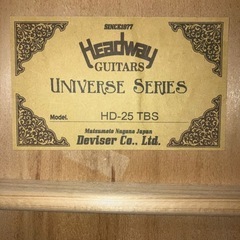 SINCE1977
Headway
GUITARS
UNIVERSE SERIES
Model. HD-25 TBS
Matsumoto Nagano Japan
Deviser Co., Ltd.